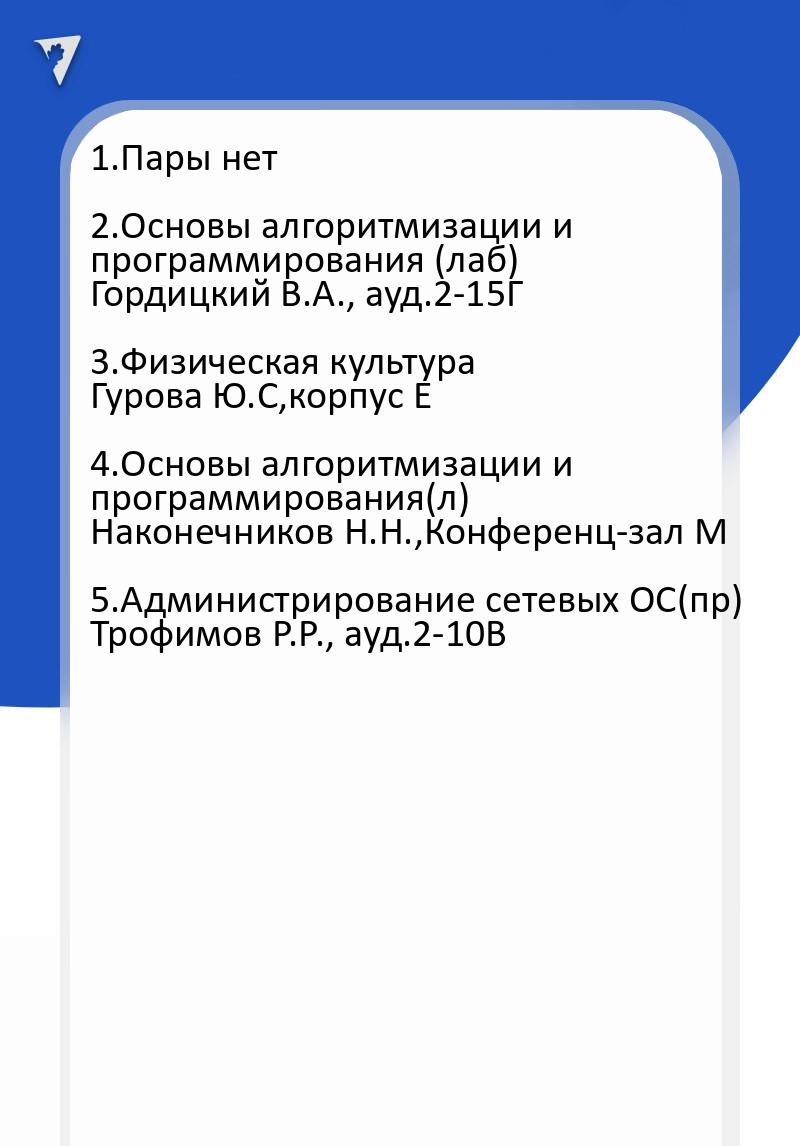 1.Пары нет
2.Основы алгоритмизации и
программирования (лаб)
Гордицкий В.А., ауд.2-15Г
3.Физическая культура
Гурова Ю.С,корпус Е
4.Основы алгоритмизации и
программирования(л)
Наконечников Н.Н.,Конференц-зал М
5.Администрирование сетевых ОС(пр)
Трофимов Р.Р., ауд.2-10В